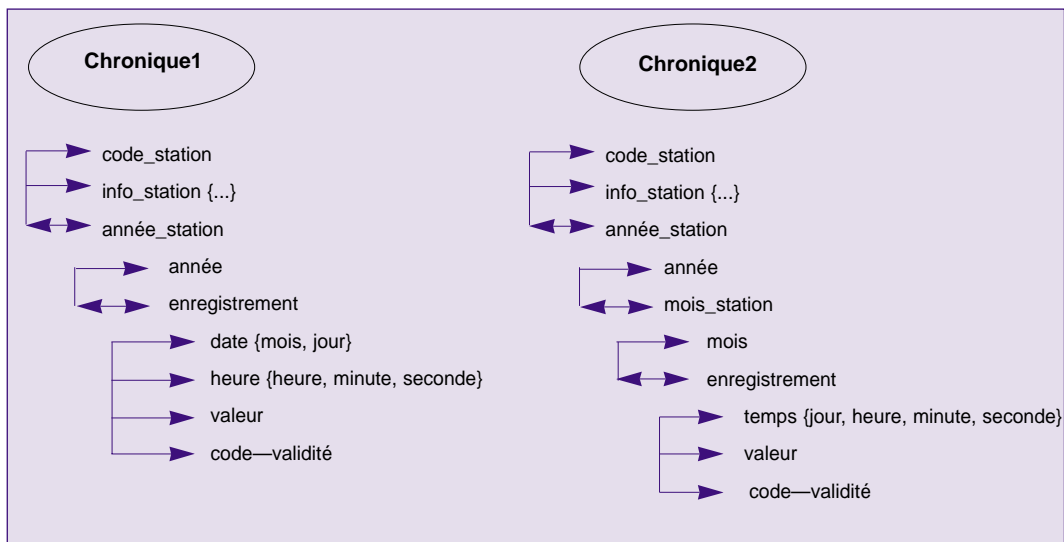 Chronique1
code_station
info_station {...}
année_station
année
enregistrement
date {mois, jour}
heure {heure, minute, seconde}
valeur
code—validité
Chronique2
code_station
info_station {...}
année_station
année
mois_station
mois
enregistrement
temps {jour, heure, minute, seconde}
valeur
code—validité